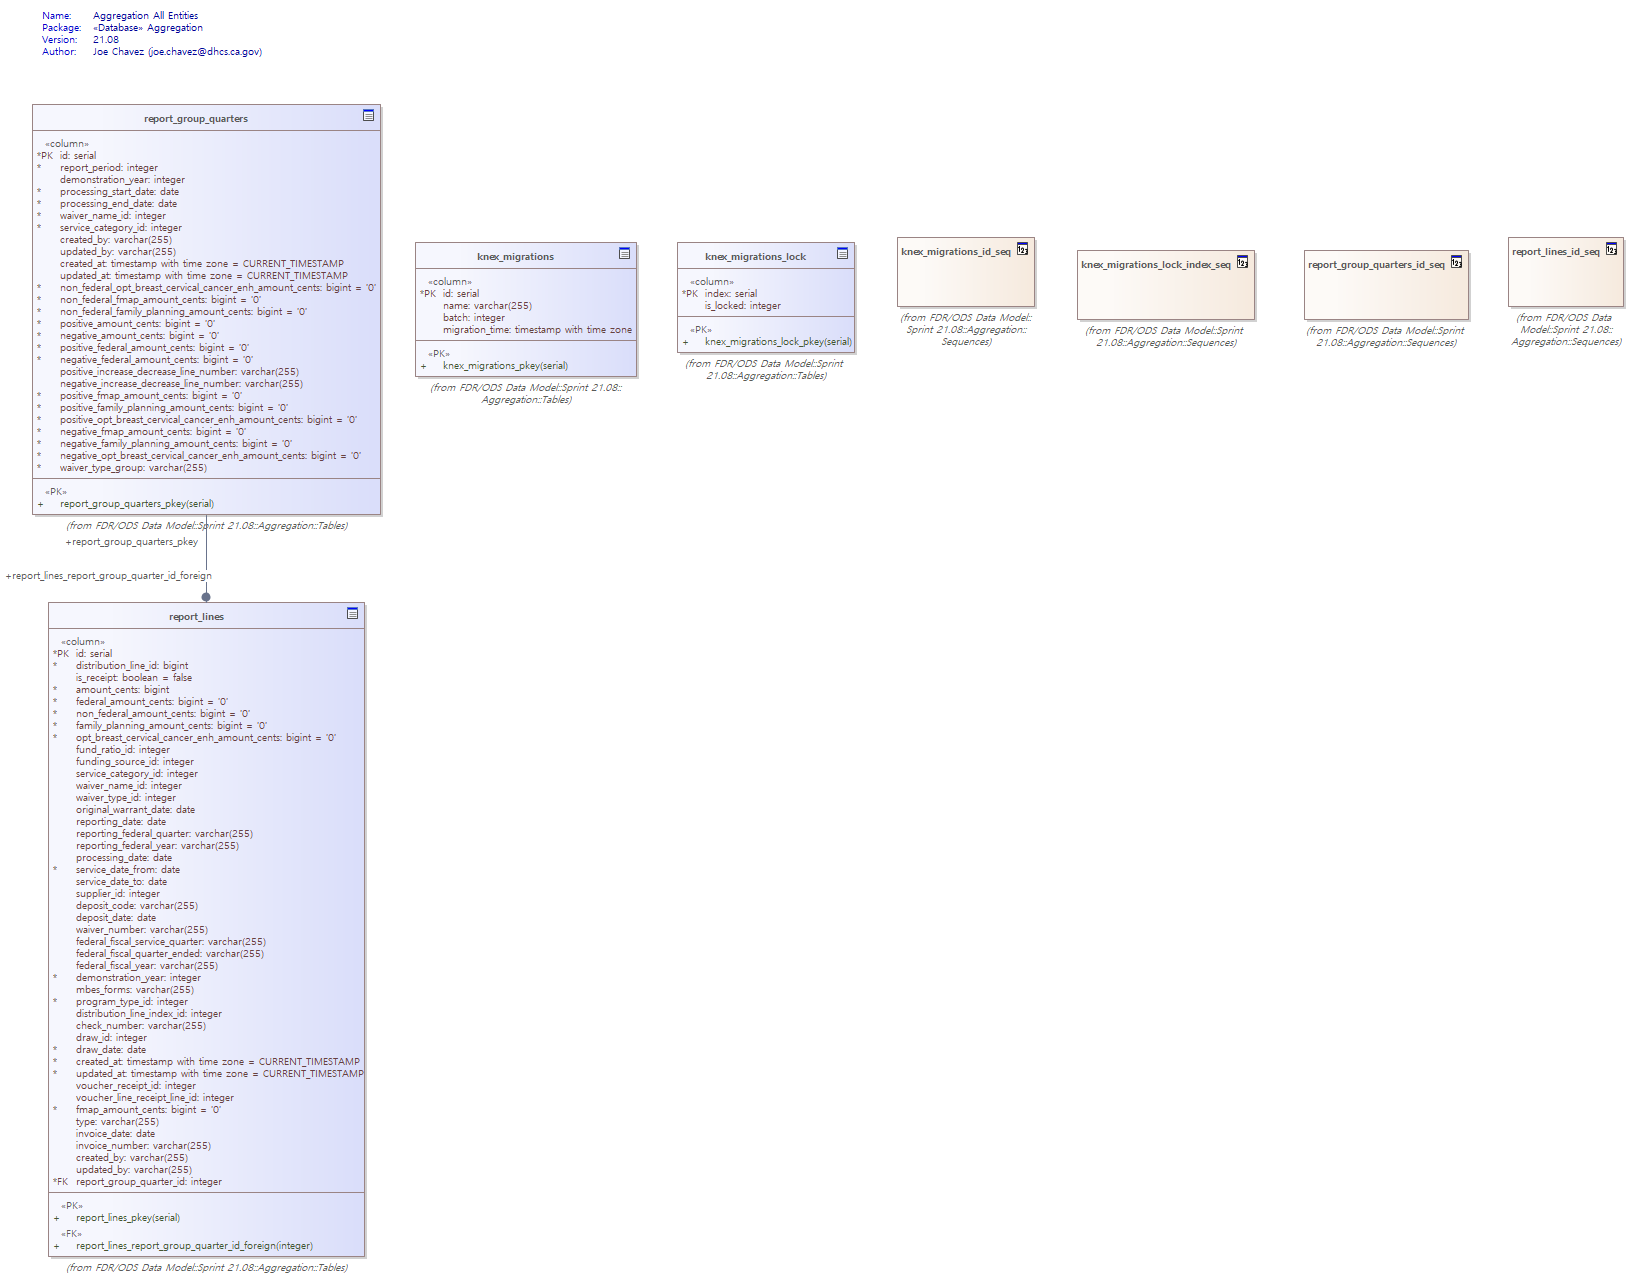 Name: Aggregation All Entities
Package: «Database» Aggregation
Version: 21.08
Author: Joe Chavez (joe.chavez@dhcs.ca.gov)
report_group_quarters
«column»
*PK id: serial
* report_period: integer
demonstration_year: integer
* processing_start_date: date
* processing_end_date: date
* waiver_name_id: integer
* service_category_id: integer
created_by: varchar(255)
updated_by: varchar(255)
created_at: timestamp with time zone = CURRENT_TIMESTAMP
updated_at: timestamp with time zone = CURRENT_TIMESTAMP
* non_federal_opt_breast_cervical_cancer_enh_amount_cents: bigint = '0'
* non_federal_fmap_amount_cents: bigint = '0'
* non_federal_family_planning_amount_cents: bigint = '0'
* positive_amount_cents: bigint = '0'
* negative_amount_cents: bigint = '0'
* positive_federal_amount_cents: bigint = '0'
* negative_federal_amount_cents: bigint = '0'
positive_increase_decrease_line_number: varchar(255)
negative_increase_decrease_line_number: varchar(255)
* positive_fmap_amount_cents: bigint = '0'
* positive_family_planning_amount_cents: bigint = '0'
* positive_opt_breast_cervical_cancer_enh_amount_cents: bigint = '0'
* negative_fmap_amount_cents: bigint = '0'
* negative_family_planning_amount_cents: bigint = '0'
* negative_opt_breast_cervical_cancer_enh_amount_cents: bigint = '0'
* waiver_type_group: varchar(255)
«PK»
+ report_group_quarters_pkey(serial)
(from FDR/ODS Data Model::Sprint 21.08::Aggregation::Tables)
+report_group_quarters_pkey
+report_lines_report_group_quarter_id_foreign
report_lines
«column»
*PK id: serial
* distribution_line_id: bigint
is_receipt: boolean = false
* amount_cents: bigint
* federal_amount_cents: bigint = '0'
* non_federal_amount_cents: bigint = '0'
* family_planning_amount_cents: bigint = '0'
* opt_breast_cervical_cancer_enh_amount_cents: bigint = '0'
fund_ratio_id: integer
funding_source_id: integer
service_category_id: integer
waiver_name_id: integer
waiver_type_id: integer
original_warrant_date: date
reporting_date: date
reporting_federal_quarter: varchar(255)
reporting_federal_year: varchar(255)
processing_date: date
* service_date_from: date
service_date_to: date
supplier_id: integer
deposit_code: varchar(255)
deposit_date: date
waiver_number: varchar(255)
federal_fiscal_service_quarter: varchar(255)
federal_fiscal_quarter_ended: varchar(255)
federal_fiscal_year: varchar(255)
* demonstration_year: integer
mbes_forms: varchar(255)
* program_type_id: integer
distribution_line_index_id: integer
check_number: varchar(255)
draw_id: integer
* draw_date: date
* created_at: timestamp with time zone = CURRENT_TIMESTAMP
* updated_at: timestamp with time zone = CURRENT_TIMESTAMP
voucher_receipt_id: integer
voucher_line_receipt_line_id: integer
* fmap_amount_cents: bigint = '0'
type: varchar(255)
invoice_date: date
invoice_number: varchar(255)
created_by: varchar(255)
updated_by: varchar(255)
*FK report_group_quarter_id: integer
«PK»
+ report_lines_pkey(serial)
«FK»
+ report_lines_report_group_quarter_id_foreign(integer)
(from FDR/ODS Data Model::Sprint 21.08::Aggregation::Tables)
knex_migrations
«column»
*PK id: serial
name: varchar(255)
batch: integer
migration_time: timestamp with time zone
«PK»
+ knex_migrations_pkey(serial)
(from FDR/ODS Data Model::Sprint 21.08::
Aggregation::Tables)
knex_migrations_lock
«column»
*PK index: serial
is_locked: integer
«PK»
+ knex_migrations_lock_pkey(serial)
(from FDR/ODS Data Model::Sprint
21.08::Aggregation::Tables)
knex_migrations_id_seq
(from FDR/ODS Data Model::
Sprint 21.08::Aggregation::
Sequences)
knex_migrations_lock_index_seq
(from FDR/ODS Data Model::Sprint
21.08::Aggregation::Sequences)
report_group_quarters_id_seq
(from FDR/ODS Data Model::Sprint
21.08::Aggregation::Sequences)
report_lines_id_seq
(from FDR/ODS Data
Model::Sprint 21.08::
Aggregation::Sequences)